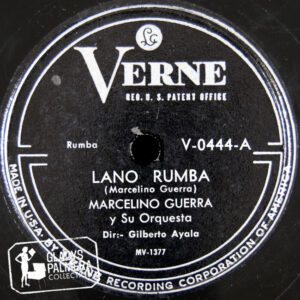 LG
VERNE
REG. U. S. PATENT OFFICE
Rumba V-0444-A
LANO RUMBA
(Marcelino Guerra)
MARCELINO GUERRA
y Su Orquesta
Dir:- Gilberto Ayala
MV-1377
MADE IN U.S.A. BY RECORDING CORPORATION OF AMERICA
GLADYS
PALMERA
COLLECTION